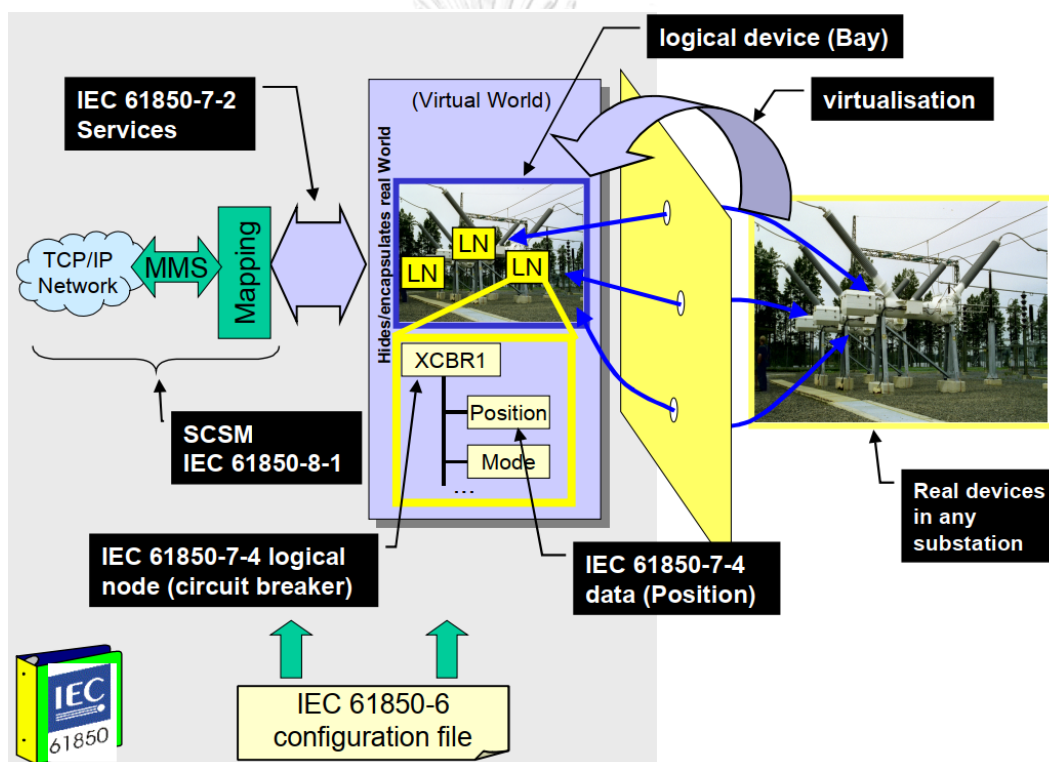 logical device (Bay)
IEC 61850-7-2
Services
(Virtual World)
virtualisation
Hides/encapsulates real World
LN
LN
LN
TCP/IP
Network
MMS
Mapping
XCBR1
Position
Mode
...
SCSM
IEC 61850-8-1
Real devices
in any
substation
IEC 61850-7-4 logical
node (circuit breaker)
IEC 61850-7-4
data (Position)
IEC 61850-6
configuration file
IEC
61850